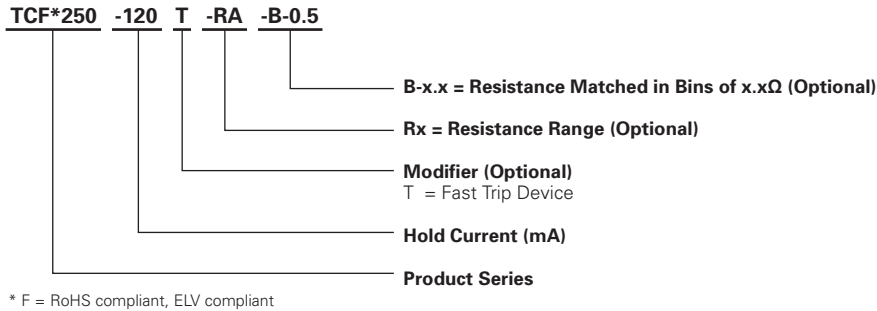 TCF*250 -120 T -RA -B-0.5
B-x.x = Resistance Matched in Bins of x.xΩ (Optional)
Rx = Resistance Range (Optional)
Modifier (Optional)
T = Fast Trip Device
Hold Current (mA)
Product Series
* F = RoHS compliant, ELV compliant